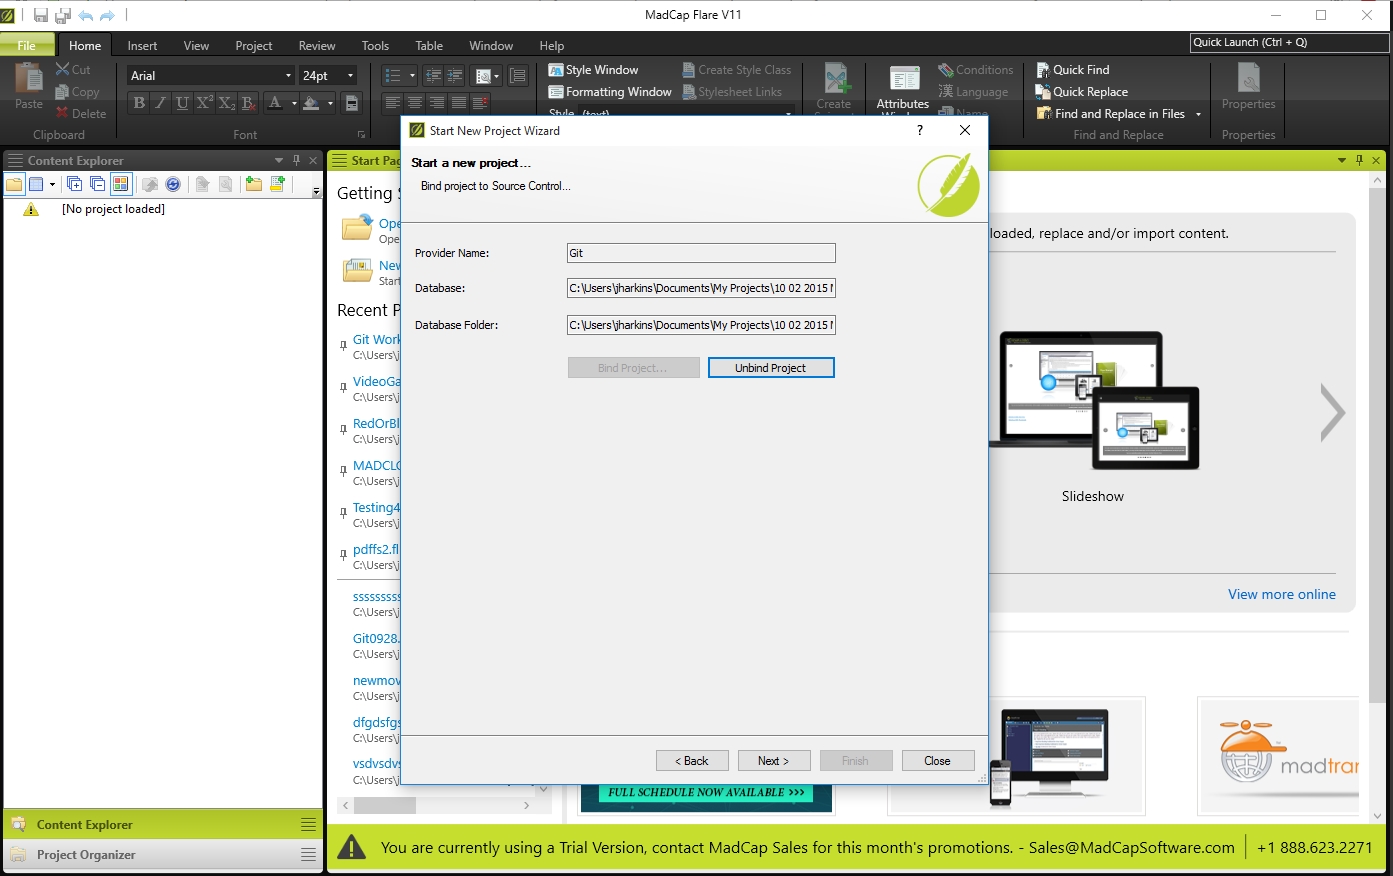 MadCap Flare V11
File Home Insert View Project Review Tools Table Window Help
Quick Launch (Ctrl + Q)
Paste
Cut
Copy
Delete
Clipboard
Arial 24pt
B I U X² X₂ B
A
Font
Style Window
Formatting Window
Style (text)
Create Style Class
Stylesheet Links
Create
Attributes
Conditions
Language
Name
Quick Find
Quick Replace
Find and Replace in Files
Find and Replace
Properties
Properties
Content Explorer
[No project loaded]
Content Explorer
Project Organizer
Start Pag
Getting S
Ope
Ope
New
Start
Recent P
Git Work
C:\Users\j
VideoGa
C:\Users\j
RedOrBl
C:\Users\j
MADCLO
C:\Users\j
Testing4
C:\Users\j
pdffs2.fl
C:\Users\j
sssssssss
C:\Users\j
Git0928.
C:\Users\j
newmov
C:\Users\j
dfgdsfgs
C:\Users\j
vsdvsdvs
C:\Users\j
Start New Project Wizard
?
Start a new project...
Bind project to Source Control...
Provider Name: Git
Database: C:\Users\jharkins\Documents\My Projects\10 02 2015
Database Folder: C:\Users\jharkins\Documents\My Projects\10 02 2015
Bind Project... Unbind Project
< Back Next > Finish Close
loaded, replace and/or import content.
Slideshow
View more online
FULL SCHEDULE NOW AVAILABLE >>>
madtran
You are currently using a Trial Version, contact MadCap Sales for this month's promotions. - Sales@MadCapSoftware.com +1 888.623.2271